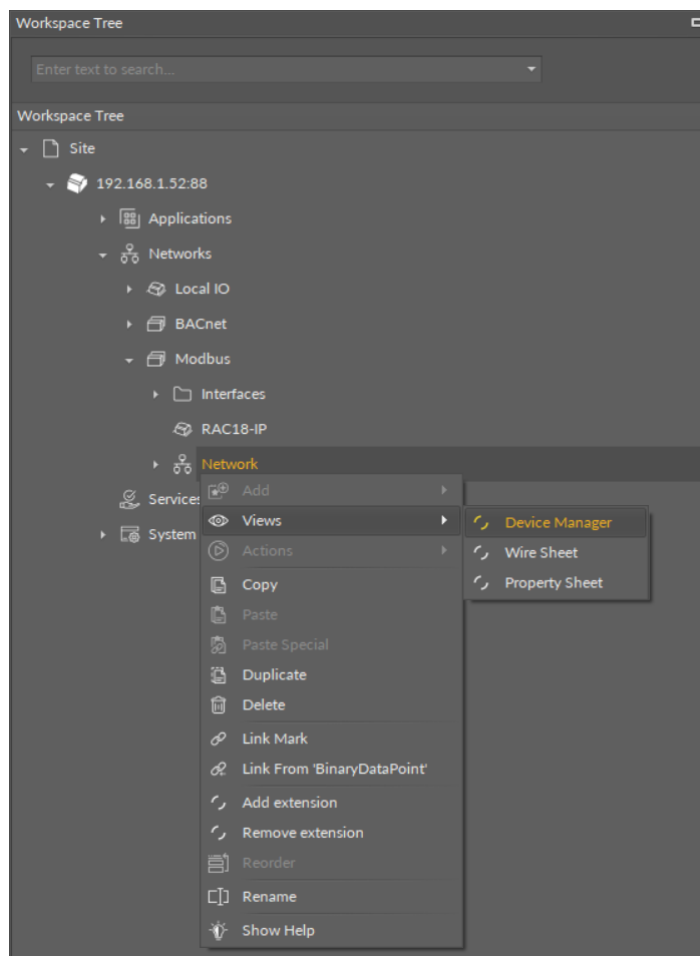 Workspace Tree
Enter text to search...
Workspace Tree
Site
192.168.1.52:88
Applications
Networks
Local IO
BACnet
Modbus
Interfaces
RAC18-IP
Network
Services
System
Add
Views
Actions
Copy
Paste
Paste Special
Duplicate
Delete
Link Mark
Link From 'BinaryDataPoint'
Add extension
Remove extension
Reorder
Rename
Show Help
Device Manager
Wire Sheet
Property Sheet